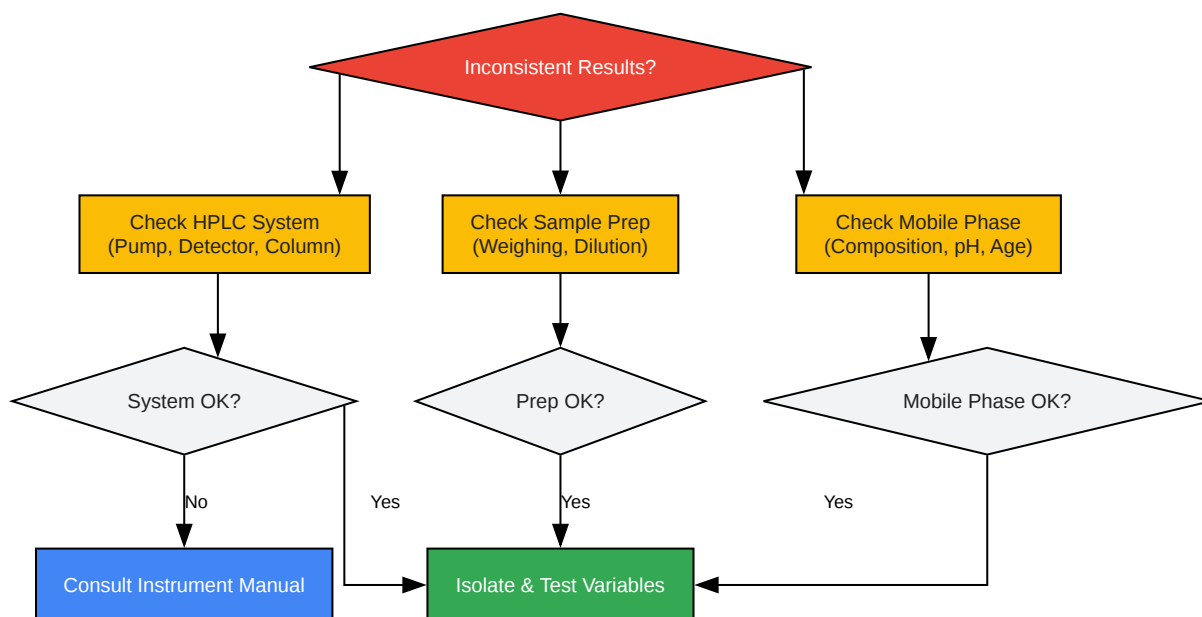 Inconsistent Results?
Check HPLC System
(Pump, Detector, Column)
Check Sample Prep
(Weighing, Dilution)
Check Mobile Phase
(Composition, pH, Age)
System OK?
Prep OK?
Mobile Phase OK?
No
Yes
Yes
Yes
Consult Instrument Manual
Isolate & Test Variables